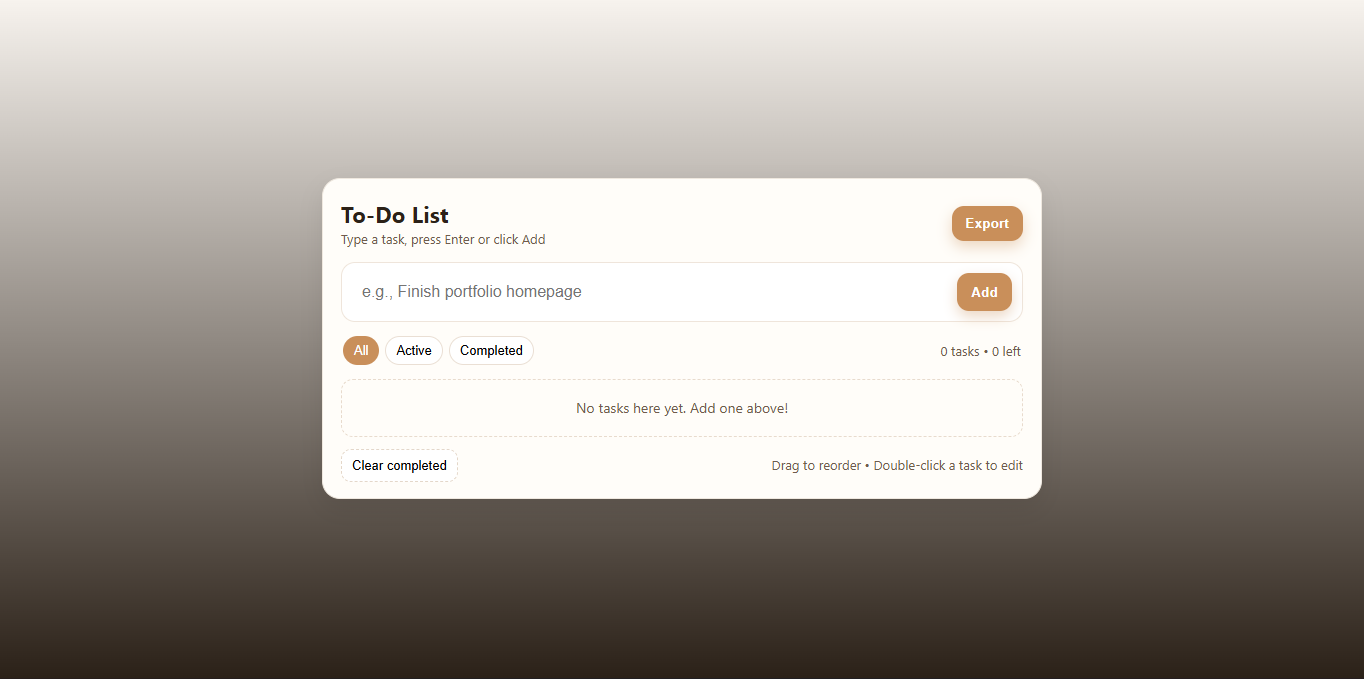 To-Do List
Type a task, press Enter or click Add
Export
e.g., Finish portfolio homepage
Add
All
Active
Completed
0 tasks • 0 left
No tasks here yet. Add one above!
Clear completed
Drag to reorder • Double-click a task to edit